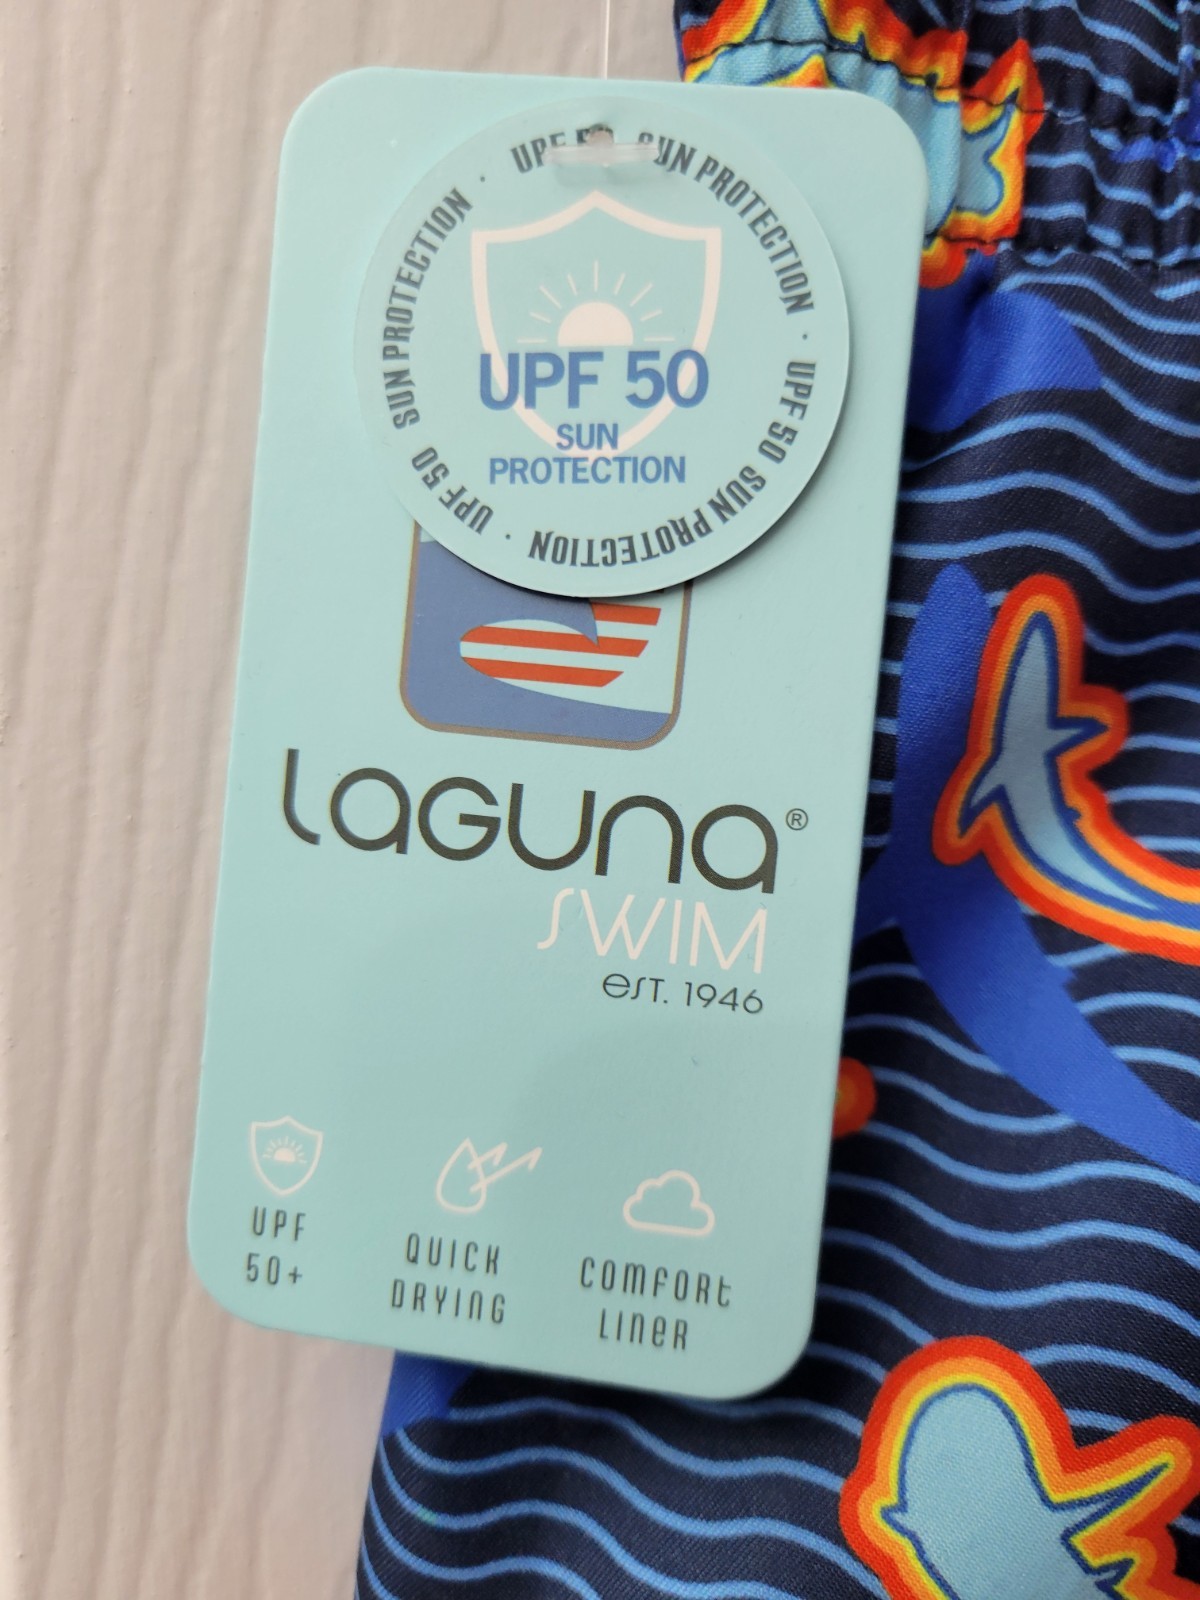 UPF 50 SUN PROTECTION · UPF 50 SUN PROTECTION · UPF 50 SUN PROTECTION ·
UPF 50
SUN
PROTECTION
Laguna®
SWIM
EST. 1946
UPF
50+
QUICK
DRYING
COMFORT
LINER